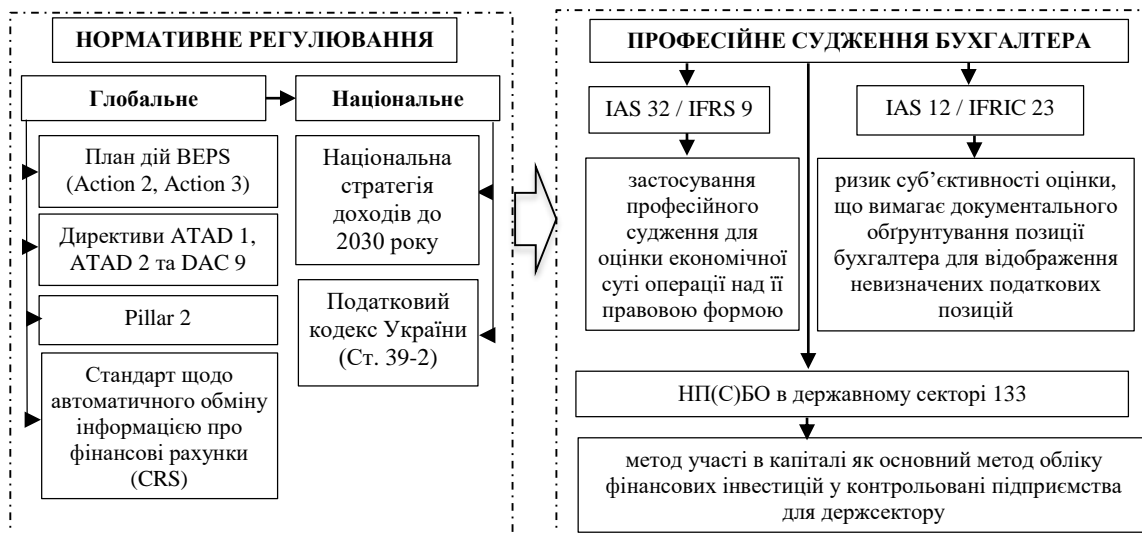 НОРМАТИВНЕ РЕГУЛЮВАННЯ
Глобальне
Національне
План дій BEPS
(Action 2, Action 3)
Директиви ATAD 1,
ATAD 2 та DAC 9
Pillar 2
Стандарт щодо
автоматичного обміну
інформацією про
фінансові рахунки
(CRS)
Національна
стратегія
доходів до
2030 року
Податковий
кодекс України
(Ст. 39-2)
ПРОФЕСІЙНЕ СУДЖЕННЯ БУХГАЛТЕРА
IAS 32 / IFRS 9
IAS 12 / IFRIC 23
застосування
професійного
судження для
оцінки економічної
суті операції над її
правовою формою
ризик суб’єктивності оцінки,
що вимагає документального
обґрунтування позиції
бухгалтера для відображення
невизначених податкових
позицій
НП(С)БО в державному секторі 133
метод участі в капіталі як основний метод обліку
фінансових інвестицій у контрольовані підприємства
для держсектору